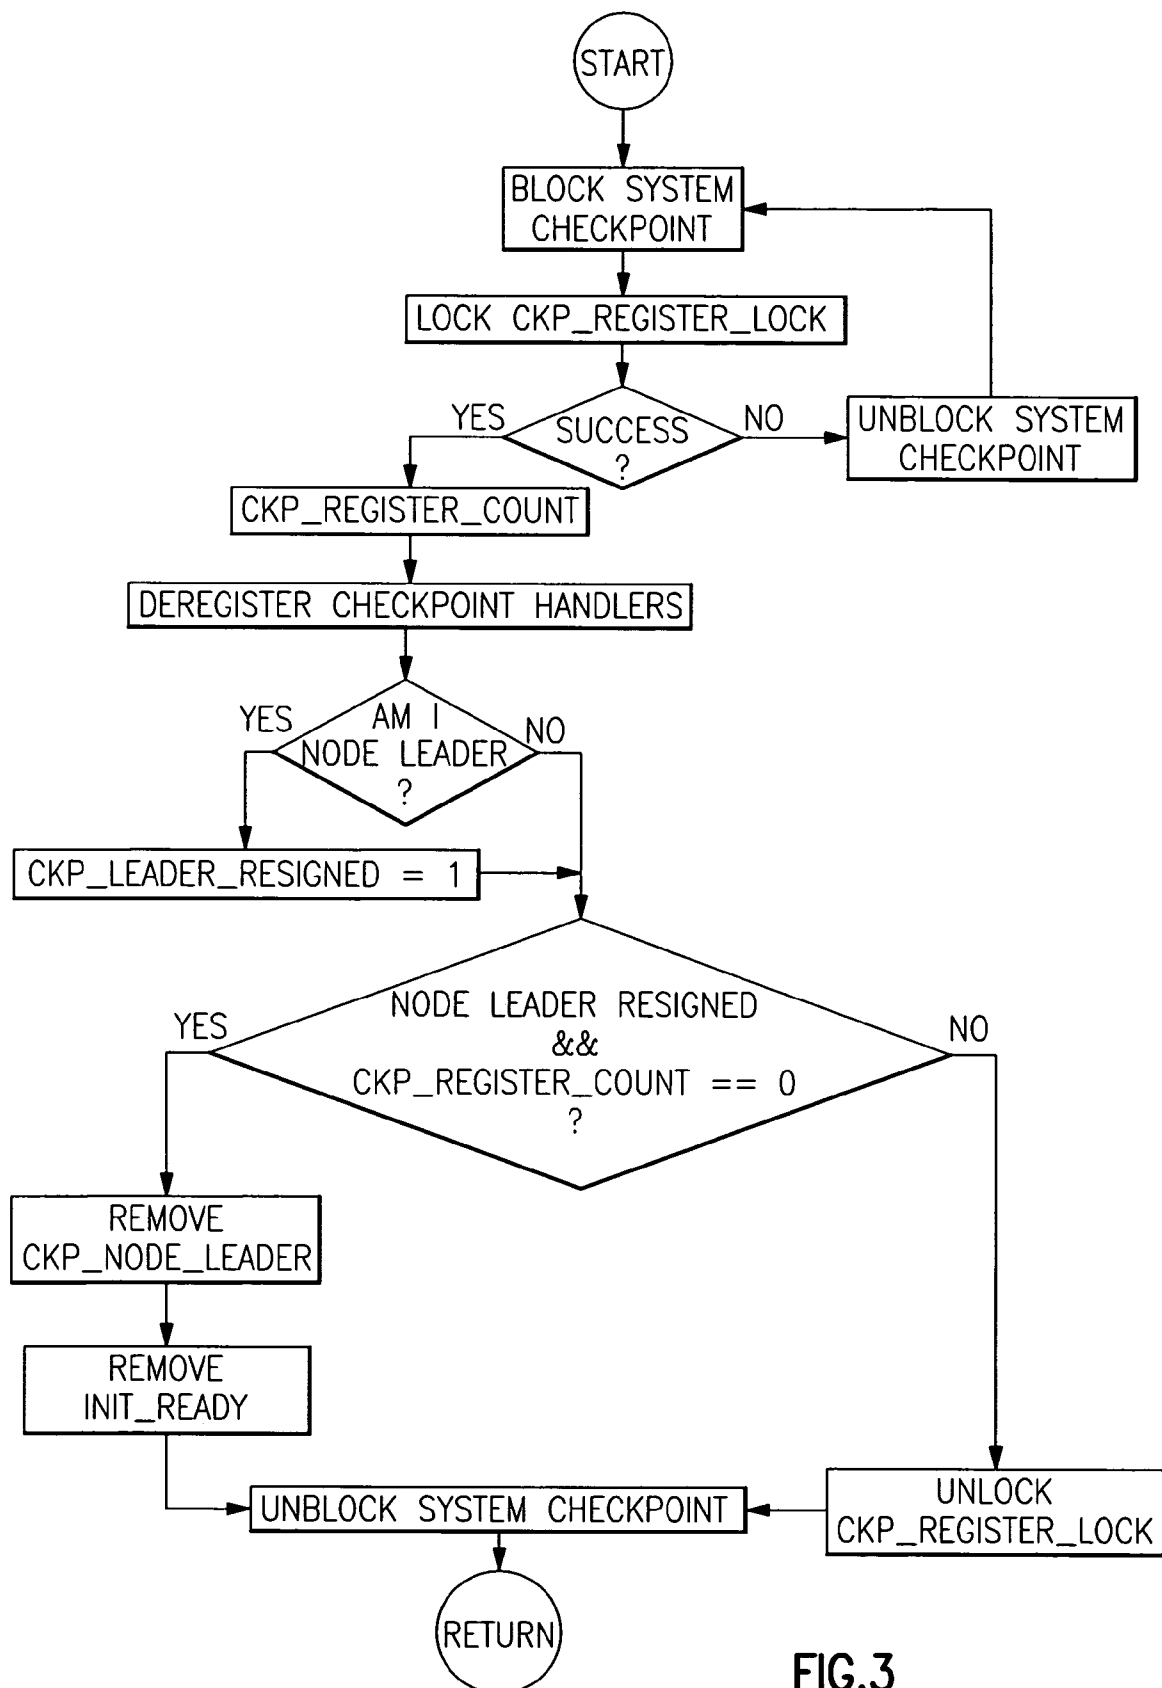 START
BLOCK SYSTEM
CHECKPOINT
LOCK CKP_REGISTER_LOCK
YES
SUCCESS
?
NO
UNBLOCK SYSTEM
CHECKPOINT
CKP_REGISTER_COUNT
DEREGISTER CHECKPOINT HANDLERS
YES
AM I
NODE LEADER
?
NO
CKP_LEADER_RESIGNED = 1
YES
NODE LEADER RESIGNED
&&
CKP_REGISTER_COUNT == 0
?
NO
REMOVE
CKP_NODE_LEADER
REMOVE
INIT_READY
UNBLOCK SYSTEM CHECKPOINT
UNLOCK
CKP_REGISTER_LOCK
RETURN
FIG.3